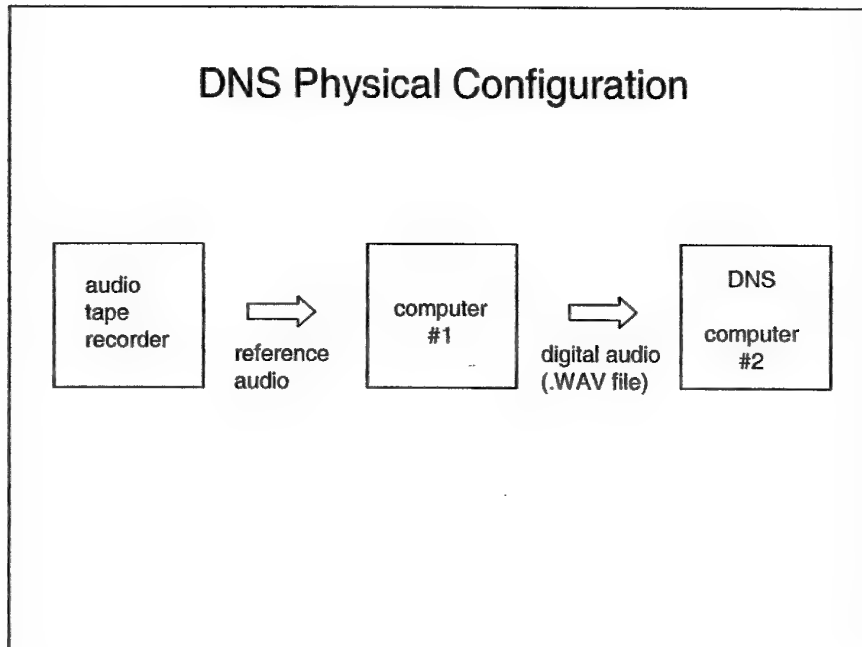 DNS Physical Configuration
audio
tape
recorder
reference
audio
computer
#1
digital audio
(.WAV file)
DNS
computer
#2